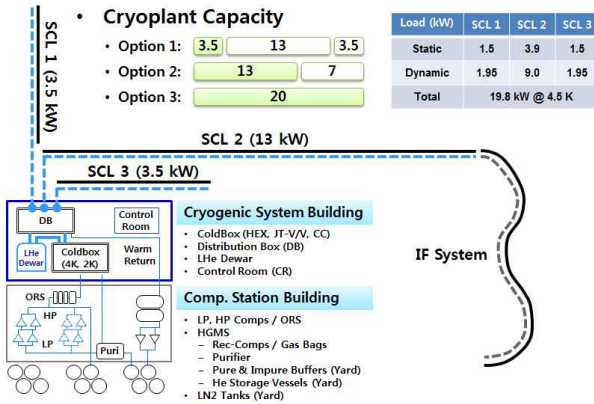 • Cryoplant Capacity
• Option 1: 3.5 13 3.5
• Option 2: 13 7
• Option 3: 20
Load (kW) SCL 1 SCL 2 SCL 3
Static 1.5 3.9 1.5
Dynamic 1.95 9.0 1.95
Total 19.8 kW @ 4.5 K
SCL 1 (3.5 kW)
SCL 2 (13 kW)
SCL 3 (3.5 kW)
IF System
DB
Control
Room
LHe
Dewar
Coldbox
(4K, 2K)
Warm
Return
ORS
HP
LP
Puri
Cryogenic System Building
• ColdBox (HEX, JT-V/V, CC)
• Distribution Box (DB)
• LHe Dewar
• Control Room (CR)
Comp. Station Building
• LP, HP Comps / ORS
• HGMS
– Rec-Comps / Gas Bags
– Purifier
– Pure & Impure Buffers (Yard)
– He Storage Vessels (Yard)
• LN2 Tanks (Yard)